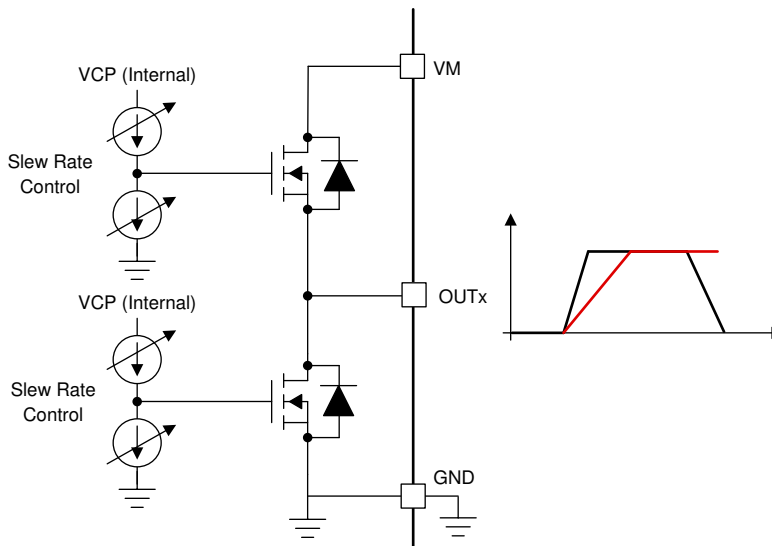 VM
VCP (Internal)
Slew Rate
Control
OUTx
VCP (Internal)
Slew Rate
Control
GND